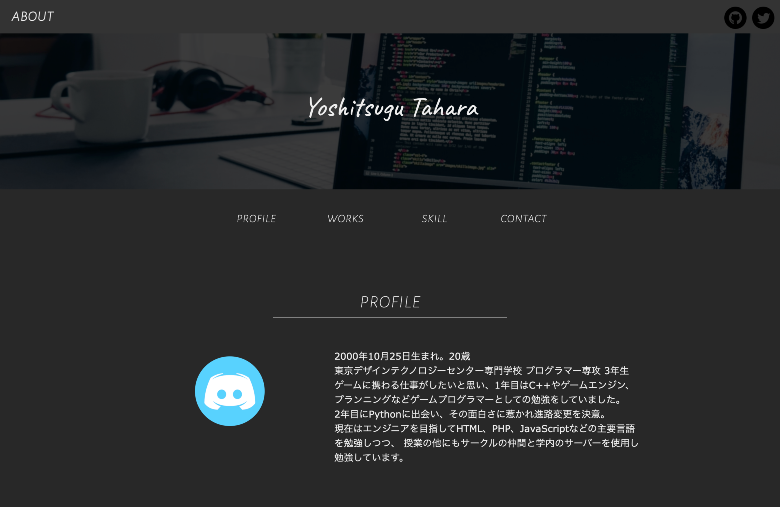 ABOUT
Yoshitsugu Tahara
PROFILE WORKS SKILL CONTACT
PROFILE
2000年10月25日生まれ。20歳
東京デザインテクノロジーセンター専門学校 プログラマー専攻 3年生
ゲームに携わる仕事がしたいと思い、1年目はC++やゲームエンジン、
プランニングなどゲームプログラマーとしての勉強をしていました。
2年目にPythonに出会い、その面白さに惹かれ進路変更を決意。
現在はエンジニアを目指してHTML、PHP、JavaScriptなどの主要言語
を勉強しつつ、 授業の他にもサークルの仲間と学内のサーバーを使用し
勉強しています。